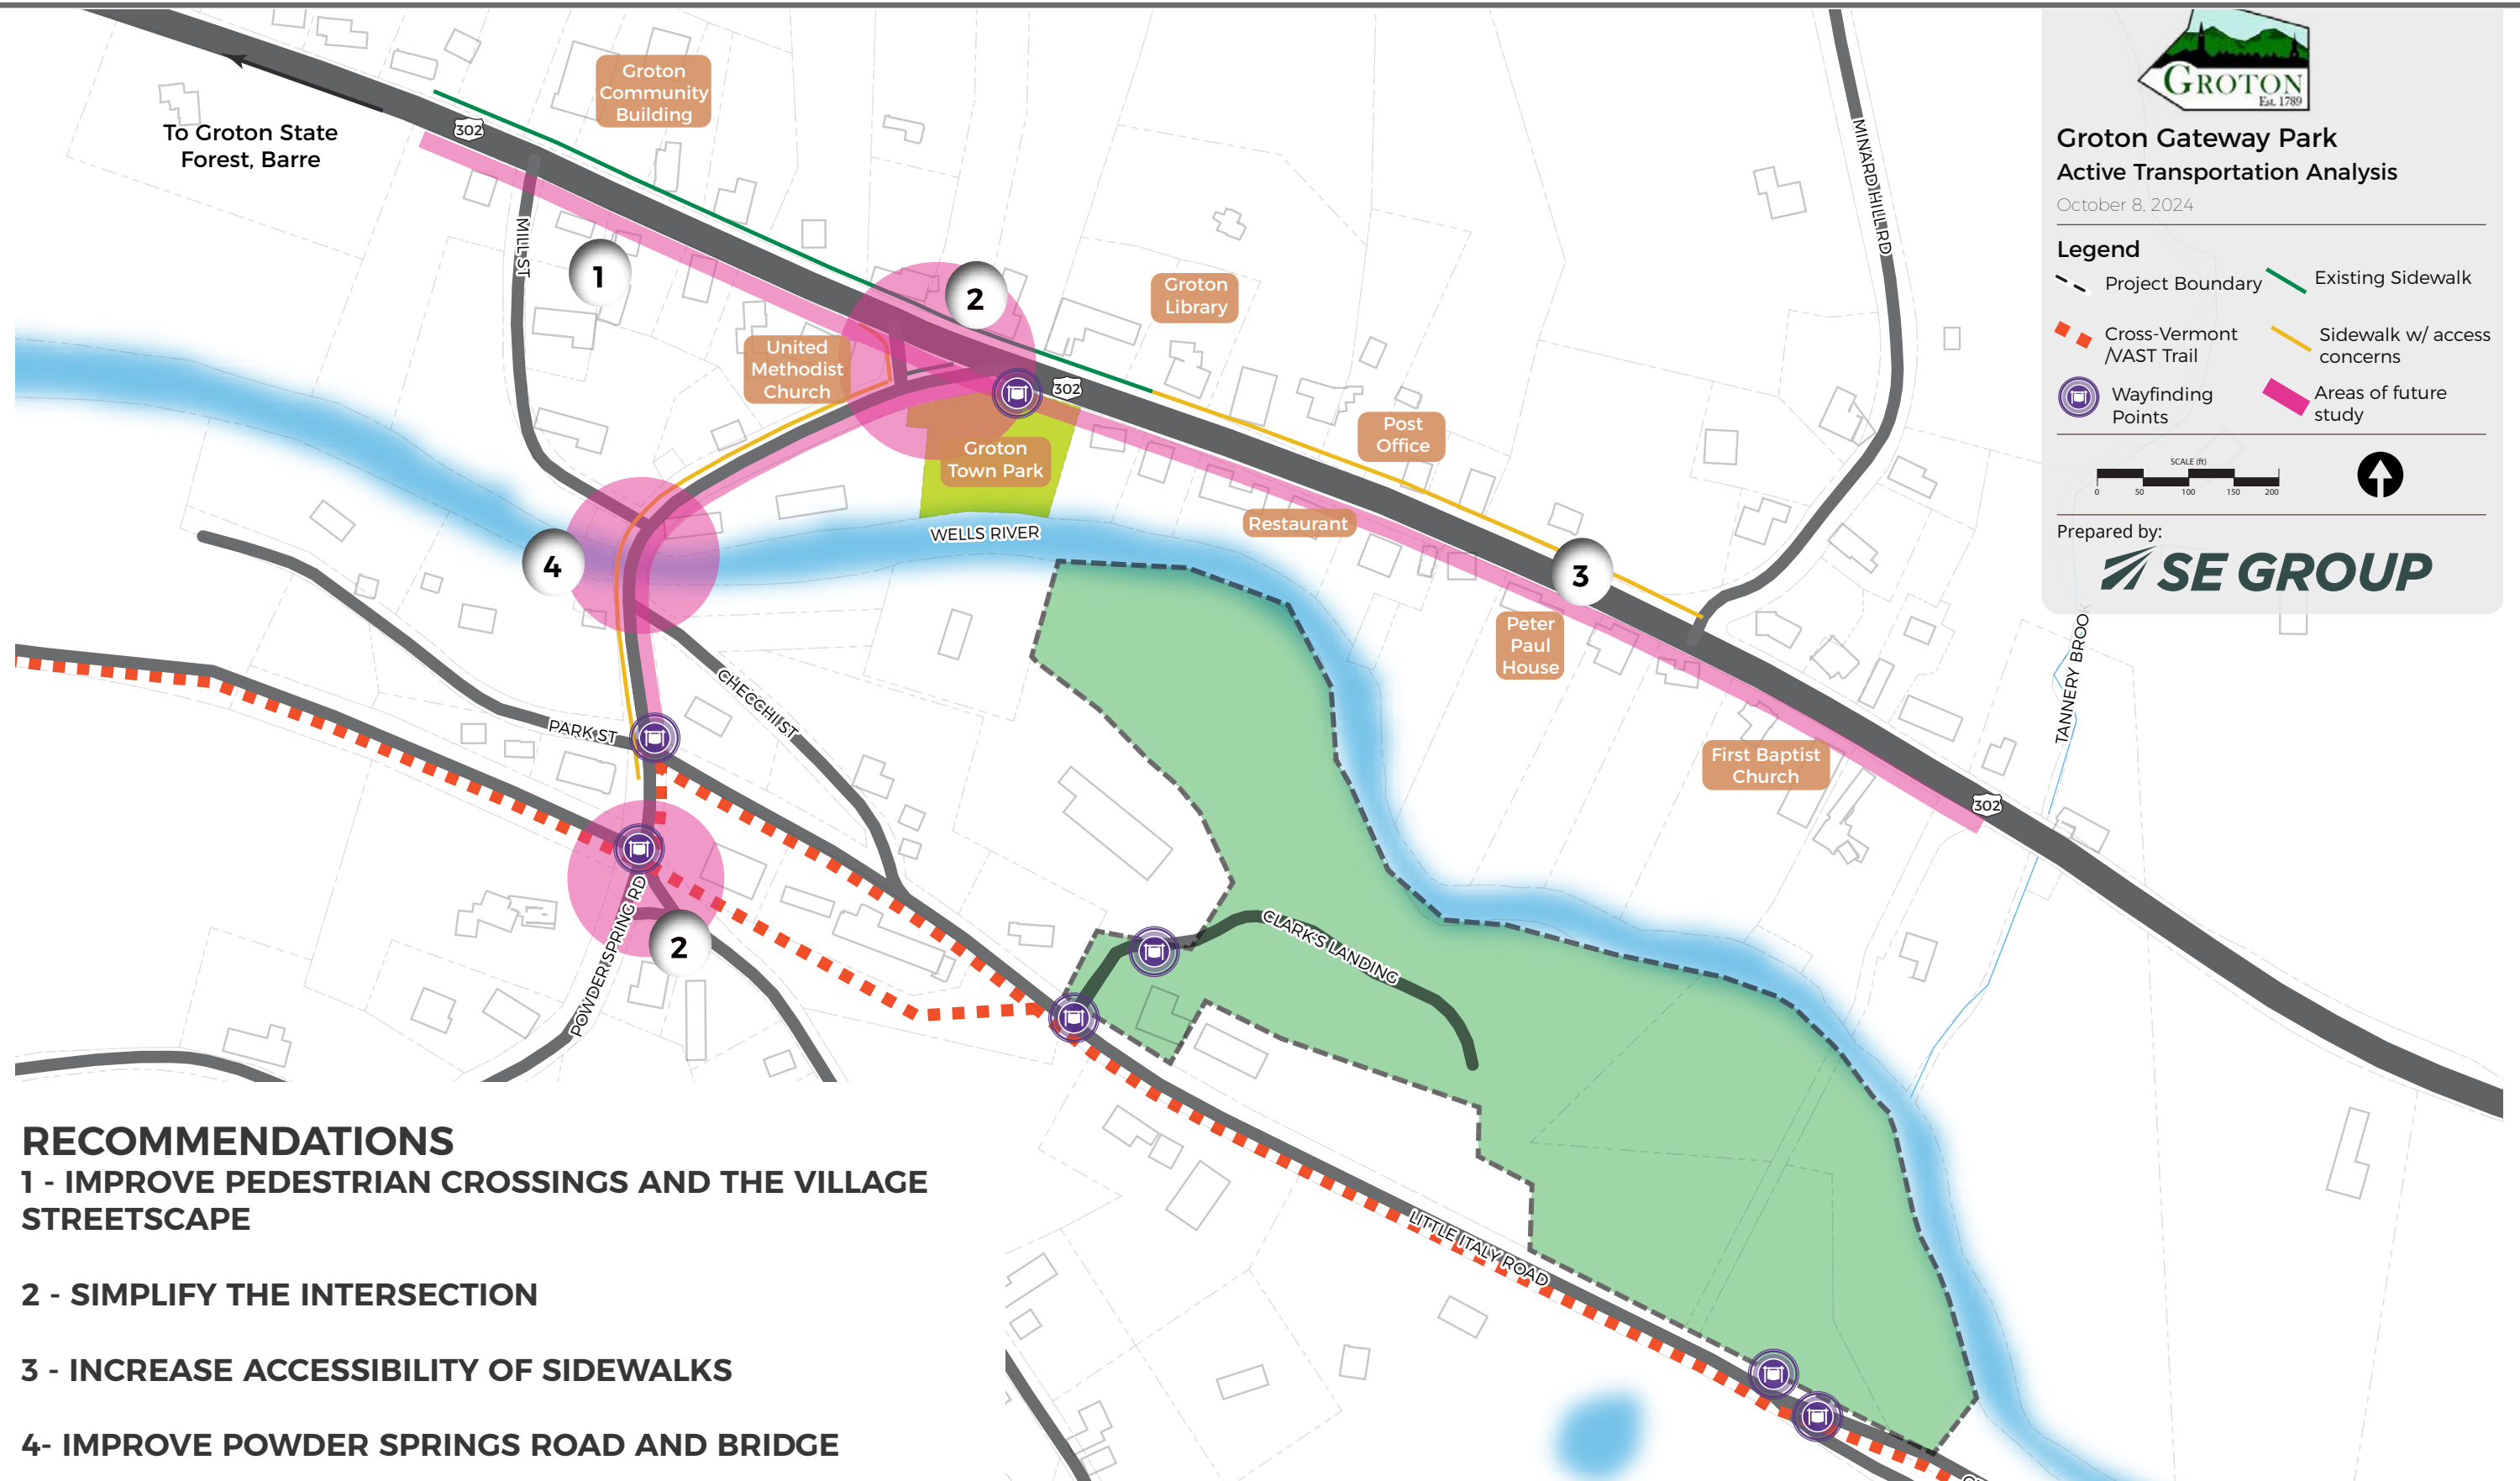 GROTON
Est. 1789
Groton Gateway Park
Active Transportation Analysis
October 8, 2024
Legend
Project Boundary
Existing Sidewalk
Cross-Vermont
/VAST Trail
Sidewalk w/ access
concerns
Wayfinding
Points
Areas of future
study
SCALE (ft)
0 50 100 150 200
Prepared by:
SE GROUP
To Groton State
Forest, Barre
302
Groton
Community
Building
MILL ST
1
2
United
Methodist
Church
Groton
Library
302
Groton
Town Park
Post
Office
Restaurant
MINARD HILL RD
WELLS RIVER
3
4
Peter
Paul
House
First Baptist
Church
302
TANNERY BROOK
CHECCHI ST
PARK ST
POWDER SPRING RD
2
CLARK'S LANDING
LITTLE ITALY ROAD
RECOMMENDATIONS
1 - IMPROVE PEDESTRIAN CROSSINGS AND THE VILLAGE
STREETSCAPE
2 - SIMPLIFY THE INTERSECTION
3 - INCREASE ACCESSIBILITY OF SIDEWALKS
4- IMPROVE POWDER SPRINGS ROAD AND BRIDGE